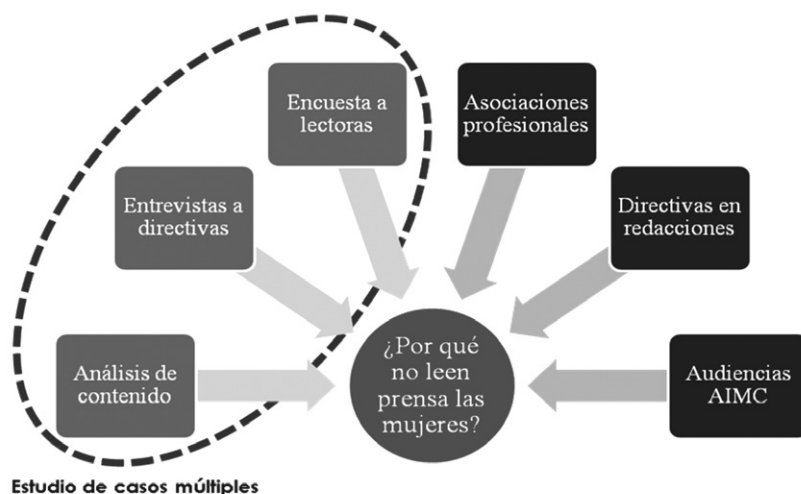 Encuesta a
lectoras
Asociaciones
profesionales
Entrevistas a
directivas
Directivas en
redacciones
Análisis de
contenido
¿Por qué
no leen
prensa las
mujeres?
Audiencias
AIMC
Estudio de casos múltiples